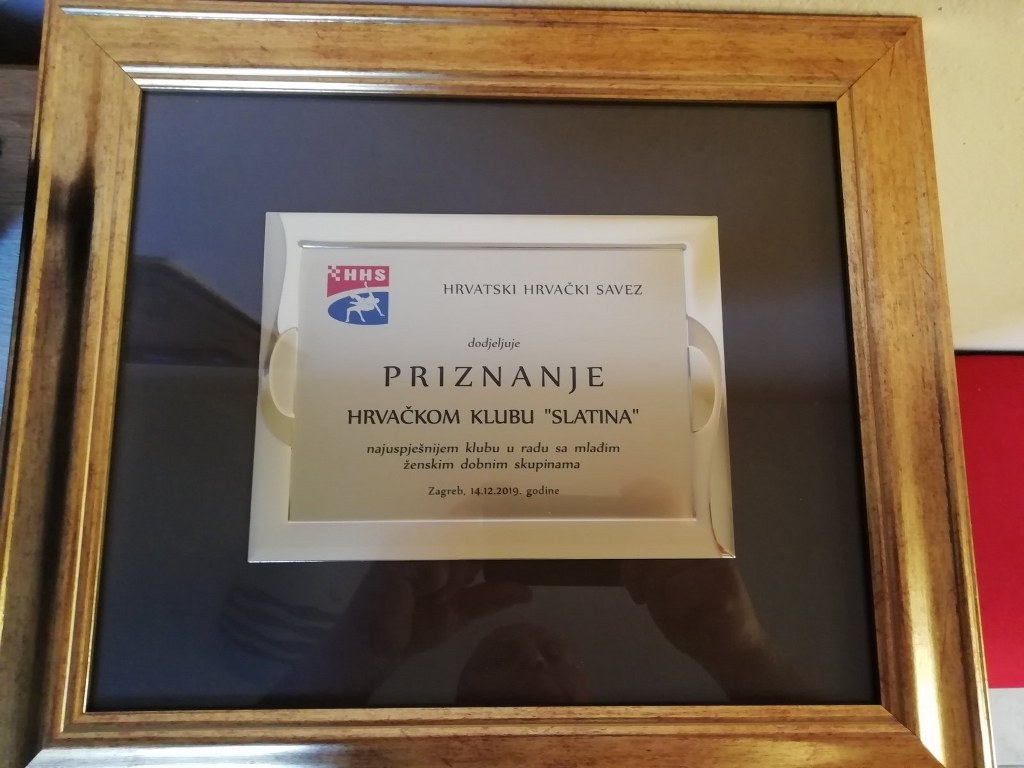 HHS
HRVATSKI HRVAČKI SAVEZ
dodjeljuje
PRIZNANJE
HRVAČKOM KLUBU "SLATINA"
najuspješnijem klubu u radu sa mlađim
ženskim dobnim skupinama
Zagreb, 14.12.2019. godine